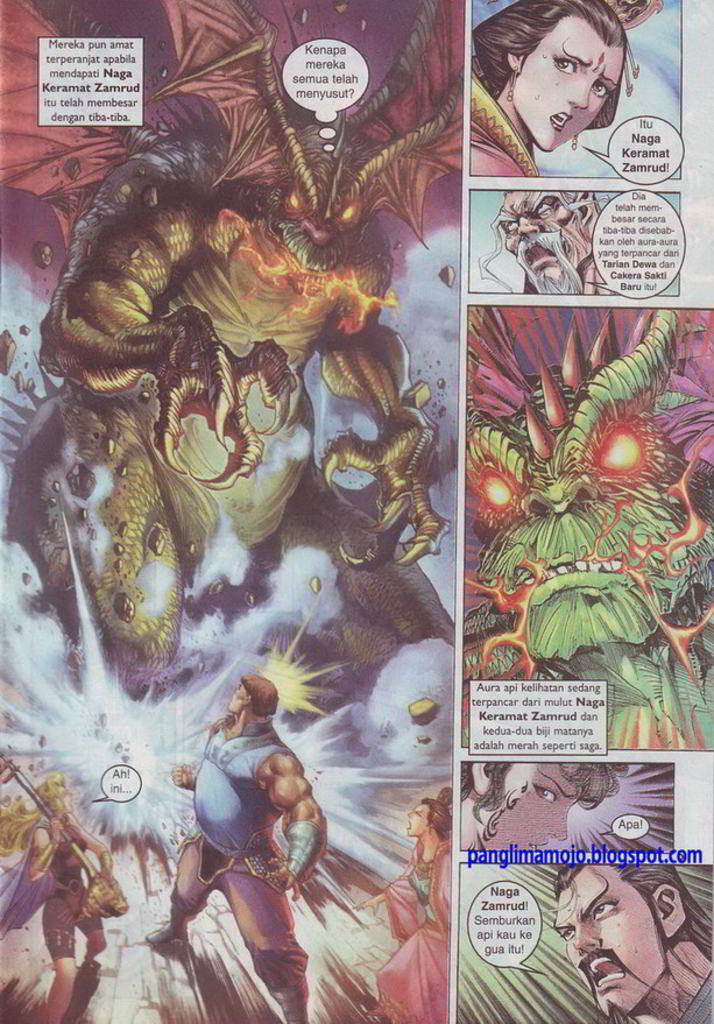 Mereka pun amat
terperanjat apabila
mendapati Naga
Keramat Zamrud
itu telah membesar
dengan tiba-tiba.
Kenapa
mereka
semua telah
menyusut?
Ah!
ini...
Itu
Naga
Keramat
Zamrud!
Dia
telah mem-
besar secara
tiba-tiba disebab-
kan oleh aura-aura
yang terpancar dari
Tarian Dewa dan
Cakera Sakti
Baru itu!
Aura api kelihatan sedang
terpancar dari mulut Naga
Keramat Zamrud dan
kedua-dua biji matanya
adalah merah seperti saga.
Apa!
panglimamojo.blogspot.com
Naga
Zamrud!
Semburkan
api kau ke
gua itu!